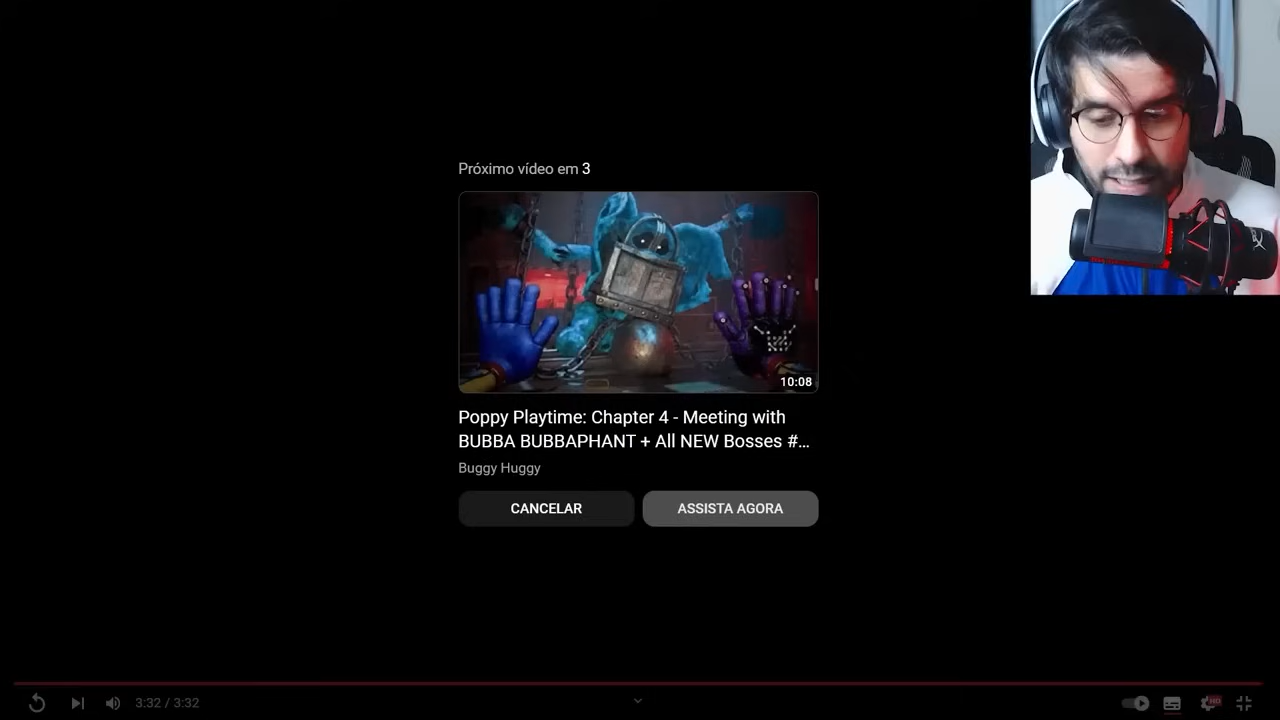 Próximo vídeo em 3
10:08
Poppy Playtime: Chapter 4 - Meeting with
BUBBA BUBBAPHANT + All NEW Bosses #...
Buggy Huggy
CANCELAR
ASSISTA AGORA
3:32 / 3:32
HD